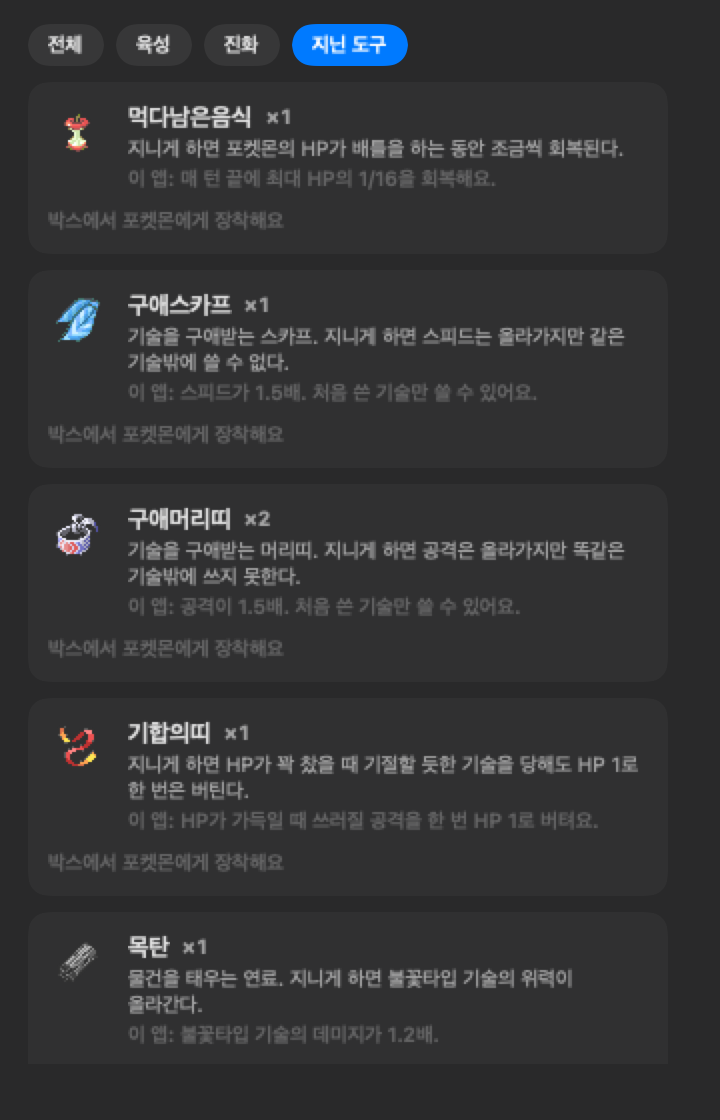 전체 육성 진화 지닌 도구
먹다남은음식 ×1
지니게 하면 포켓몬의 HP가 배틀을 하는 동안 조금씩 회복된다.
이 앱: 매 턴 끝에 최대 HP의 1/16을 회복해요.
박스에서 포켓몬에게 장착해요
구애스카프 ×1
기술을 구애받는 스카프. 지니게 하면 스피드는 올라가지만 같은
기술밖에 쓸 수 없다.
이 앱: 스피드가 1.5배. 처음 쓴 기술만 쓸 수 있어요.
박스에서 포켓몬에게 장착해요
구애머리띠 ×2
기술을 구애받는 머리띠. 지니게 하면 공격은 올라가지만 똑같은
기술밖에 쓰지 못한다.
이 앱: 공격이 1.5배. 처음 쓴 기술만 쓸 수 있어요.
박스에서 포켓몬에게 장착해요
기합의띠 ×1
지니게 하면 HP가 꽉 찼을 때 기절할 듯한 기술을 당해도 HP 1로
한 번은 버틴다.
이 앱: HP가 가득일 때 쓰러질 공격을 한 번 HP 1로 버텨요.
박스에서 포켓몬에게 장착해요
목탄 ×1
물건을 태우는 연료. 지니게 하면 불꽃타입 기술의 위력이
올라간다.
이 앱: 불꽃타입 기술의 데미지가 1.2배.